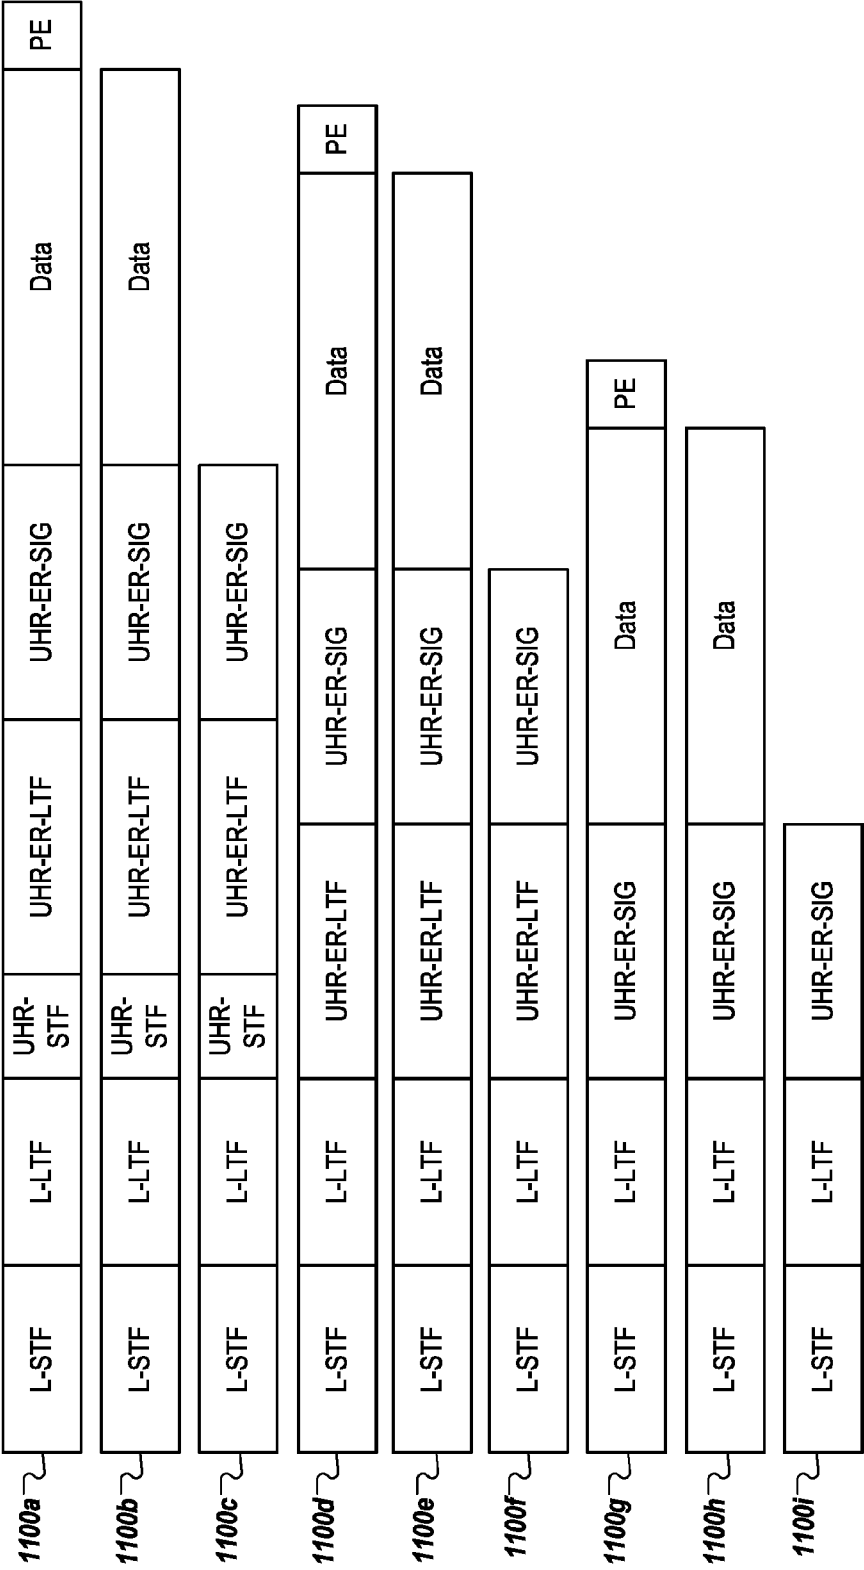 1100a
L-STF
L-LTF
UHR-
STF
UHR-ER-LTF
UHR-ER-SIG
Data
PE
1100b
L-STF
L-LTF
UHR-
STF
UHR-ER-LTF
UHR-ER-SIG
Data
1100c
L-STF
L-LTF
UHR-
STF
UHR-ER-LTF
UHR-ER-SIG
1100d
L-STF
L-LTF
UHR-ER-LTF
UHR-ER-SIG
Data
PE
1100e
L-STF
L-LTF
UHR-ER-LTF
UHR-ER-SIG
Data
1100f
L-STF
L-LTF
UHR-ER-LTF
UHR-ER-SIG
1100g
L-STF
L-LTF
UHR-ER-SIG
Data
PE
1100h
L-STF
L-LTF
UHR-ER-SIG
Data
1100i
L-STF
L-LTF
UHR-ER-SIG